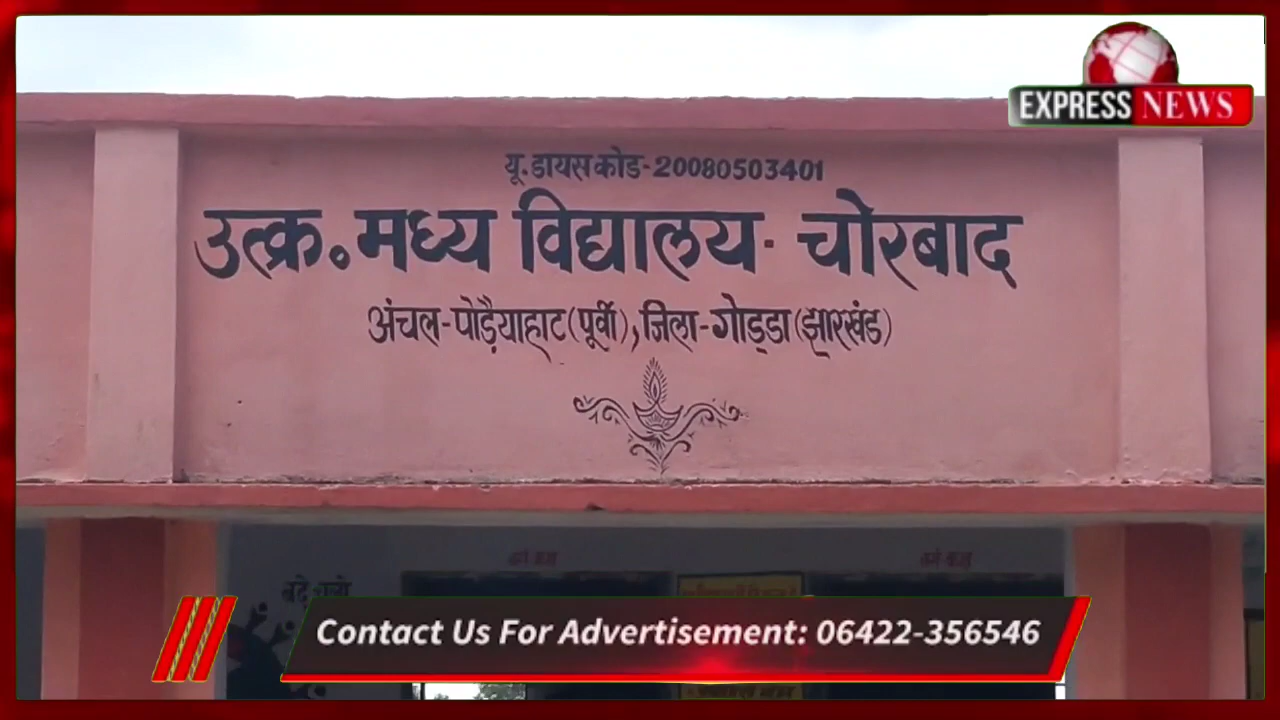 EXPRESS NEWS
यू.डायस कोड-20080503401
उत्क्र.मध्य विद्यालय-चोरबाद
अंचल-पोड़ैयाहाट(पूर्वी),जिला-गोड्डा(झारखंड)
Contact Us For Advertisement: 06422-356546